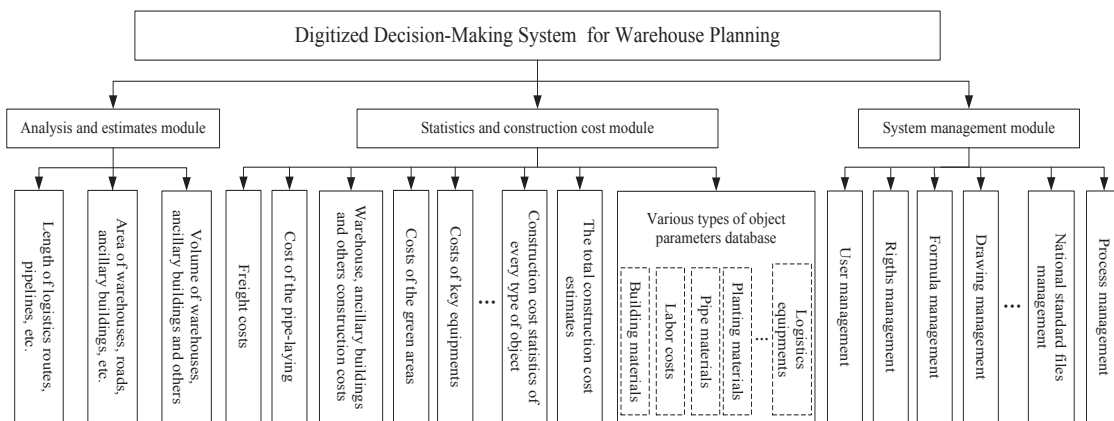 Digitized Decision-Making System for Warehouse Planning
Analysis and estimates module
Statistics and construction cost module
System management module
Length of logistics routes,
pipelines, etc.
Area of warehouses, roads,
ancillary buildings, etc.
Volume of warehouses,
ancillary buildings and others
Freight costs
Cost of the pipe-laying
Warehouse, ancillary buildings
and others construction costs
Costs of the green areas
Costs of key equipments
...
Construction cost statistics of
every type of object
The total construction cost
estimates
Various types of object
parameters database
Building materials
Labor costs
Pipe materials
Planting materials
...
Logistics
equipments
User management
Rigths management
Formula management
Drawing management
...
National standard files
management
Process management